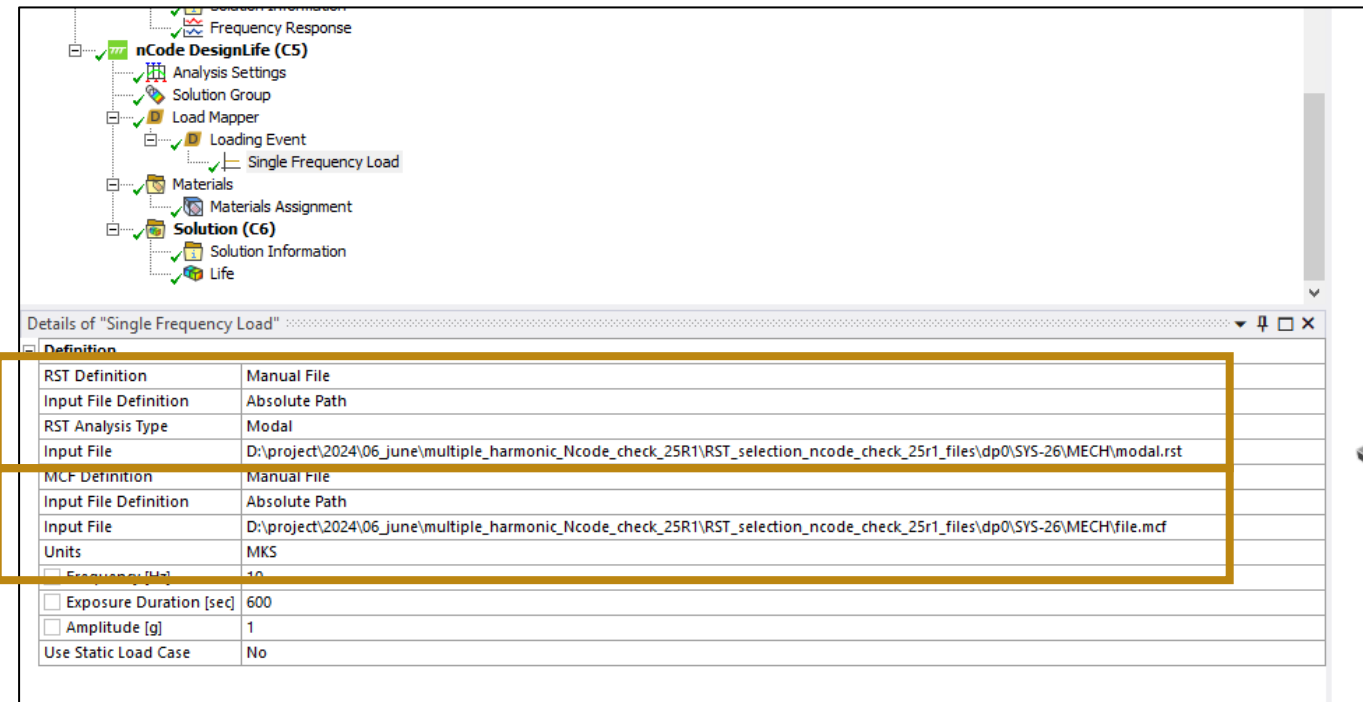 Solution Information
Frequency Response
nCode DesignLife (C5)
Analysis Settings
Solution Group
D Load Mapper
D Loading Event
Single Frequency Load
Materials
Materials Assignment
Solution (C6)
Solution Information
Life
Details of "Single Frequency Load"
Definition
RST Definition Manual File
Input File Definition Absolute Path
RST Analysis Type Modal
Input File D:\project\2024\06_june\multiple_harmonic_Ncode_check_25R1\RST_selection_ncode_check_25r1_files\dp0\SYS-26\MECH\modal.rst
MCF Definition Manual File
Input File Definition Absolute Path
Input File D:\project\2024\06_june\multiple_harmonic_Ncode_check_25R1\RST_selection_ncode_check_25r1_files\dp0\SYS-26\MECH\file.mcf
Units MKS
Frequency [Hz] 10
Exposure Duration [sec] 600
Amplitude [g] 1
Use Static Load Case No